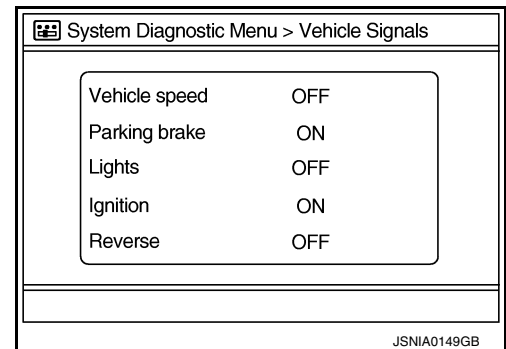 System Diagnostic Menu > Vehicle Signals
Vehicle speed OFF
Parking brake ON
Lights OFF
Ignition ON
Reverse OFF
JSNIA0149GB